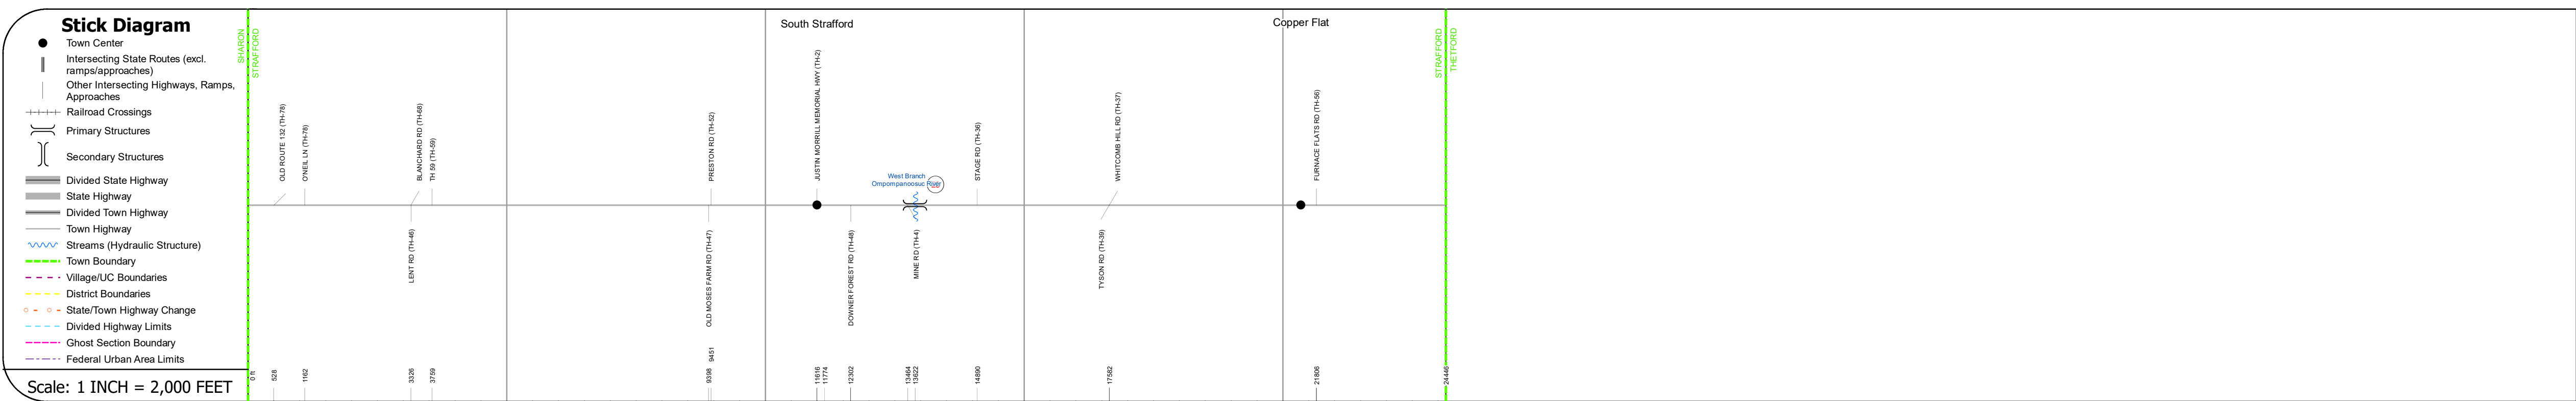 Stick Diagram
Town Center
Intersecting State Routes (excl.
ramps/approaches)
Other Intersecting Highways, Ramps,
Approaches
Railroad Crossings
Primary Structures
Secondary Structures
Divided State Highway
State Highway
Divided Town Highway
Town Highway
Streams (Hydraulic Structure)
Town Boundary
Village/UC Boundaries
District Boundaries
State/Town Highway Change
Divided Highway Limits
Ghost Section Boundary
Federal Urban Area Limits
Scale: 1 INCH = 2,000 FEET
SHARON
STRAFFORD
South Strafford
Copper Flat
STRAFFORD
THETFORD
OLD ROUTE 132 (TH-78)
O'NEIL LN (TH-78)
BLANCHARD RD (TH-68)
TH 59 (TH-59)
PRESTON RD (TH-52)
JUSTIN MORRILL MEMORIAL HWY (TH-2)
West Branch
Ompompanoosuc River
STAGE RD (TH-36)
WHITCOMB HILL RD (TH-37)
FURNACE FLATS RD (TH-56)
LENT RD (TH-46)
OLD MOSES FARM RD (TH-47)
DOWNER FOREST RD (TH-48)
MINE RD (TH-4)
TYSON RD (TH-39)
0 ft
528
1162
3326
3759
9398
9451
11616
11774
12302
13464
13622
14890
17582
21806
24446